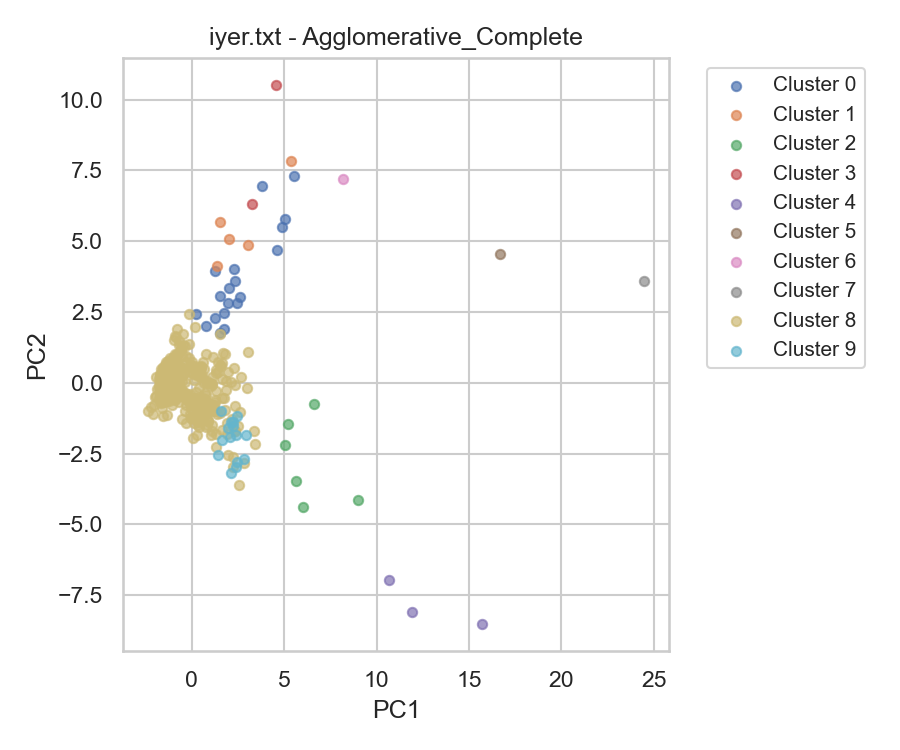 iyer.txt - Agglomerative_Complete
10.0
7.5
5.0
2.5
0.0
−2.5
−5.0
−7.5
PC2
0
5
10
15
20
25
PC1
Cluster 0
Cluster 1
Cluster 2
Cluster 3
Cluster 4
Cluster 5
Cluster 6
Cluster 7
Cluster 8
Cluster 9